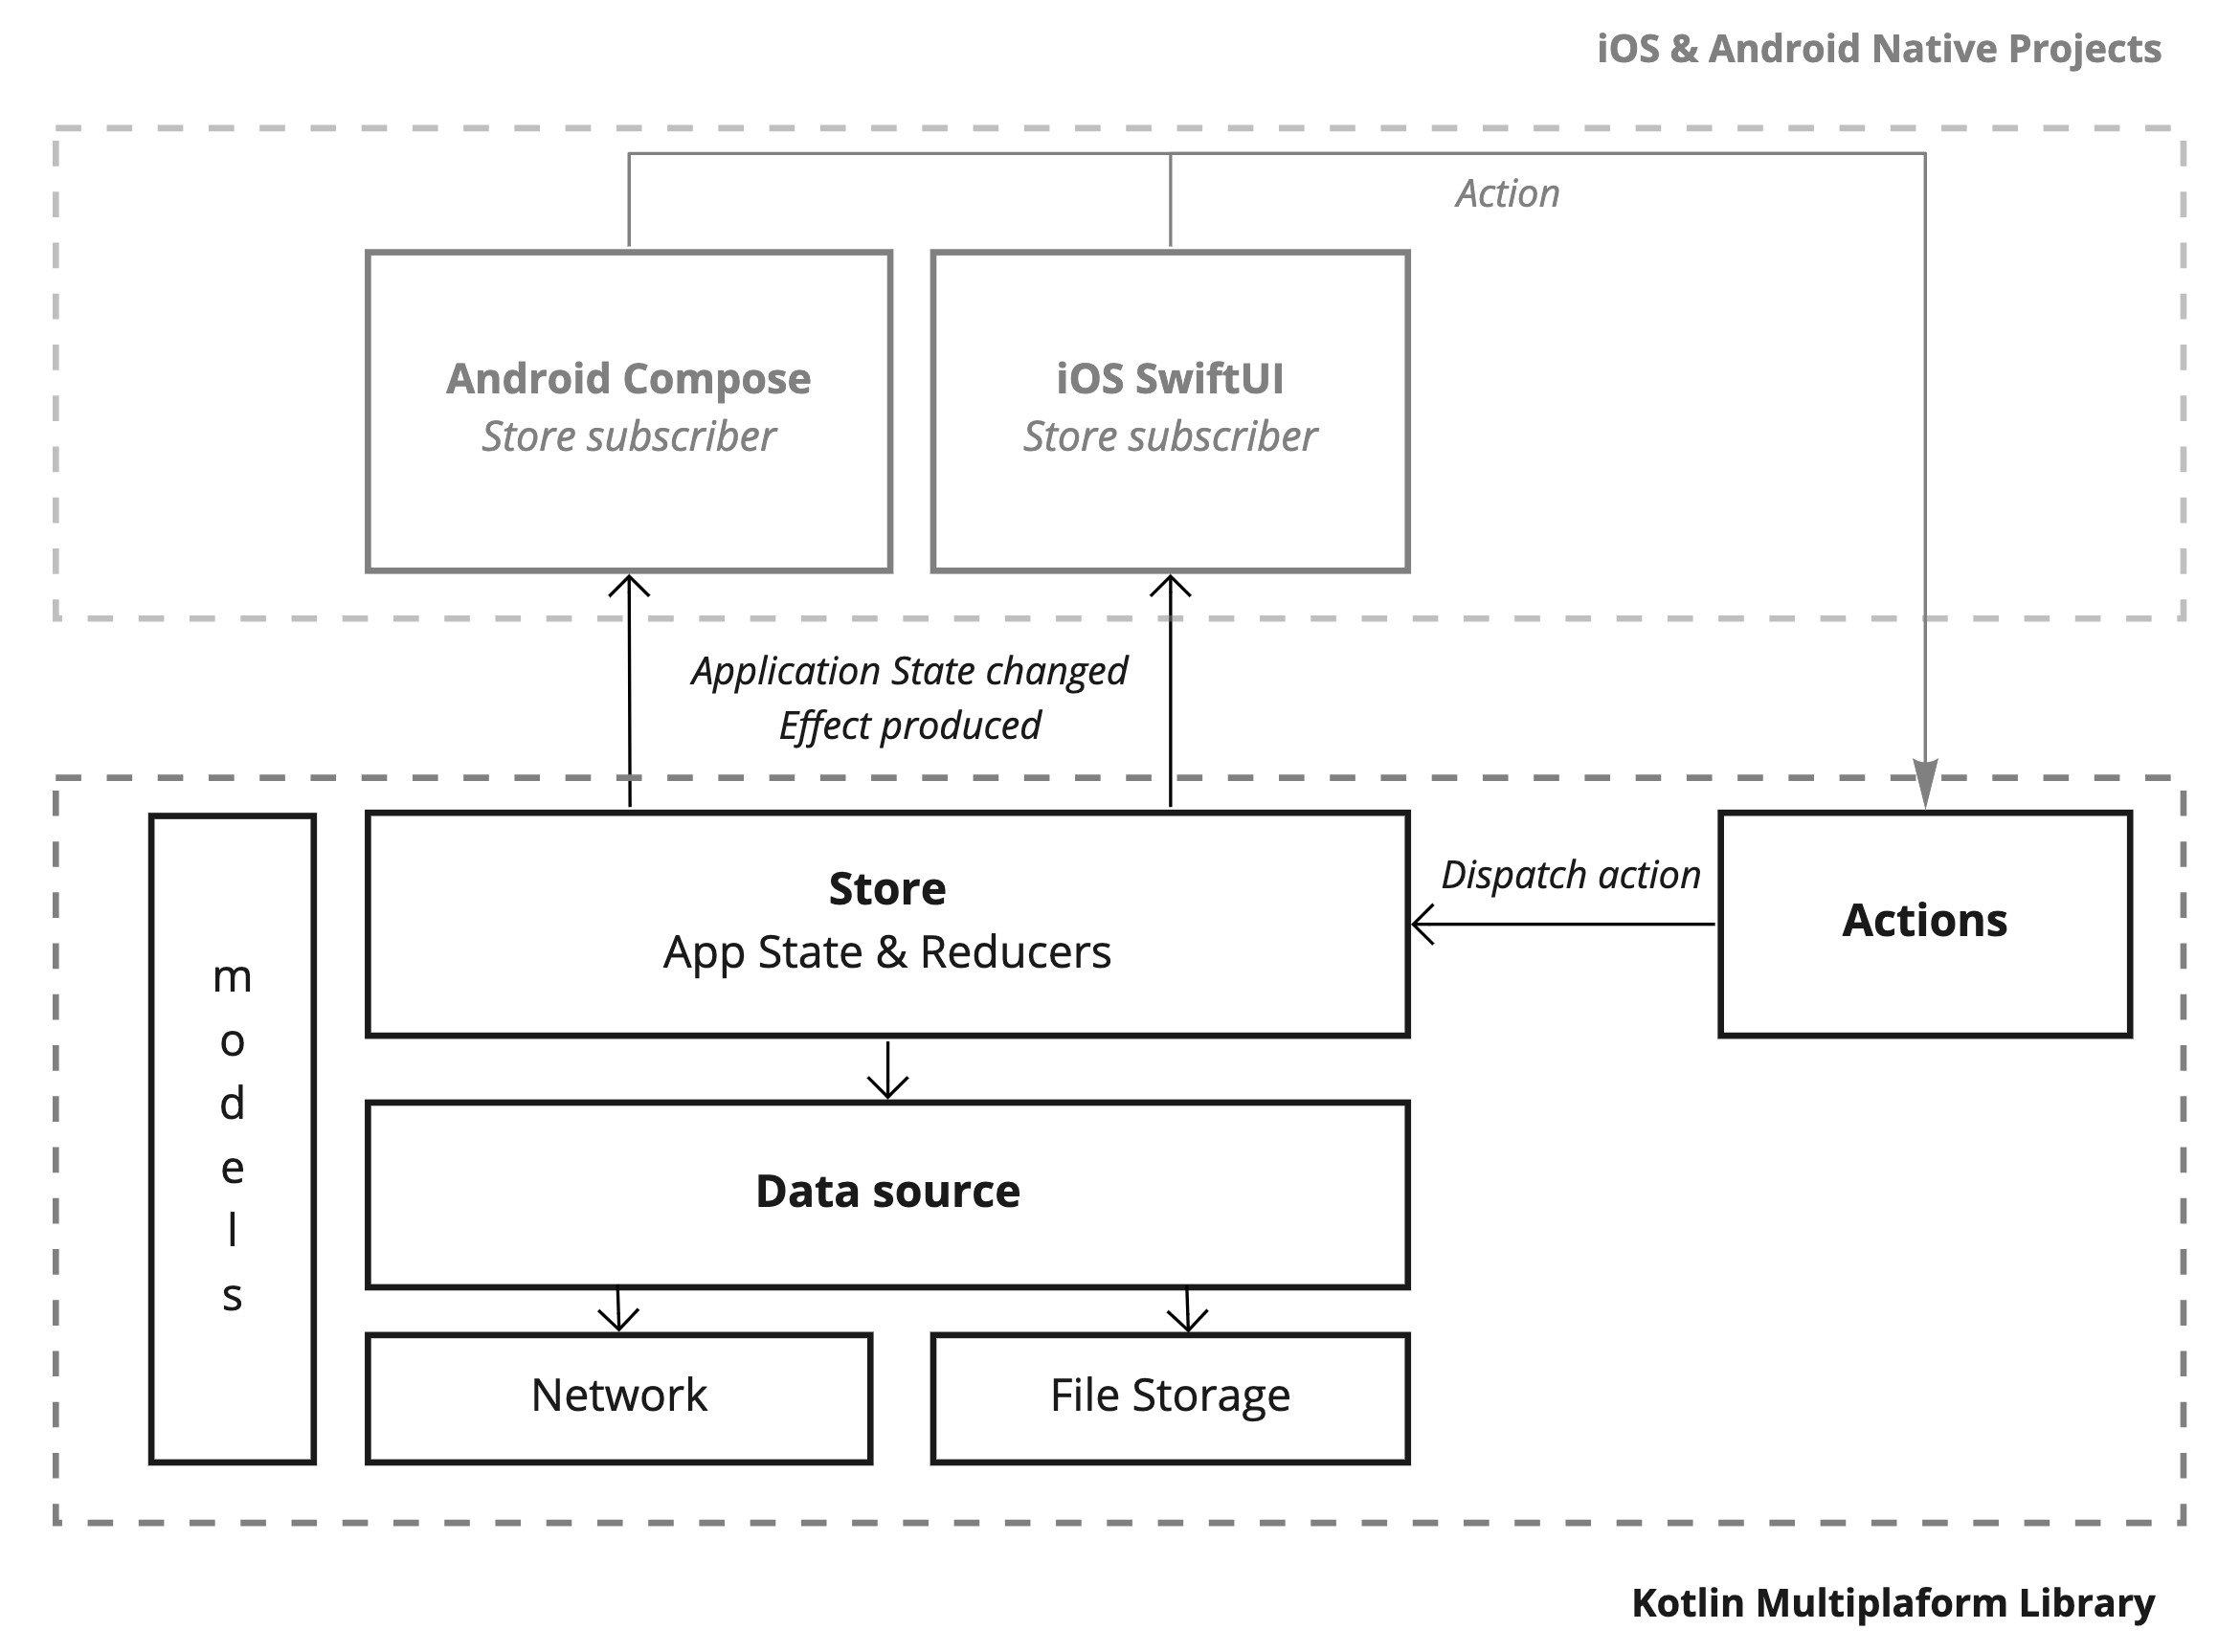 iOS & Android Native Projects
Action
Android Compose
Store subscriber
iOS SwiftUI
Store subscriber
Application State changed
Effect produced
Store
App State & Reducers
Dispatch action
Actions
m
o
d
e
l
s
Data source
Network
File Storage
Kotlin Multiplaform Library